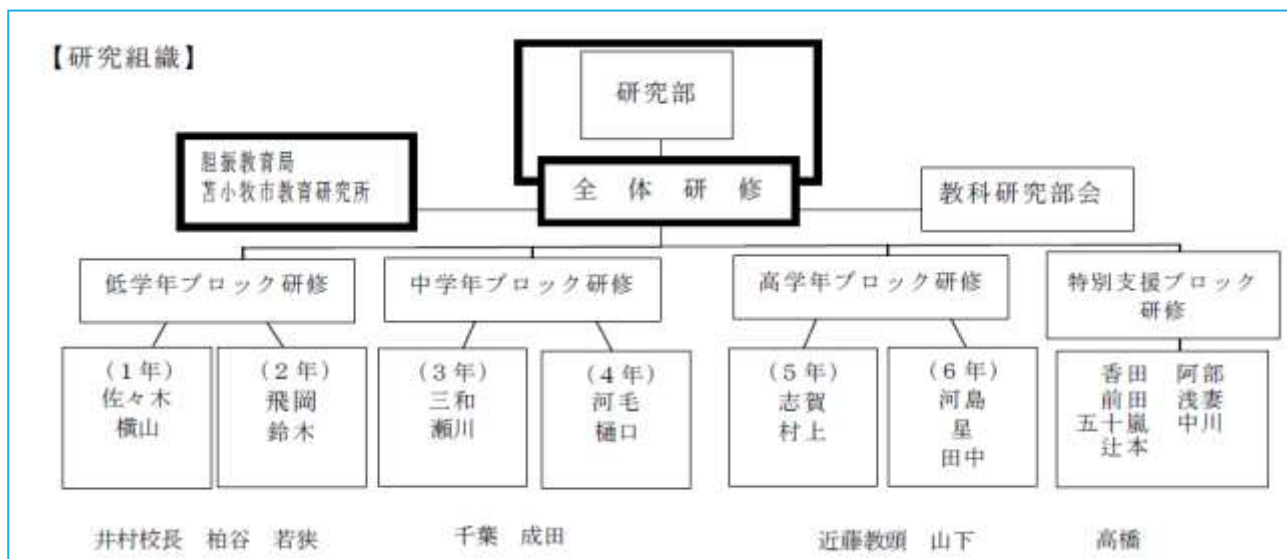 【研究組織】
研究部
胆振教育局
苫小牧市教育研究所
全 体 研 修
教科研究部会
低学年ブロック研修
中学年ブロック研修
高学年ブロック研修
特別支援ブロック
研修
(1年)
佐々木
横山
(2年)
飛岡
鈴木
(3年)
三和
瀬川
(4年)
河毛
樋口
(5年)
志賀
村上
(6年)
河島
星
田中
香田 阿部
前田 浅妻
五十嵐 中川
辻本
井村校長 柏谷 若狭
千葉 成田
近藤教頭 山下
高橋